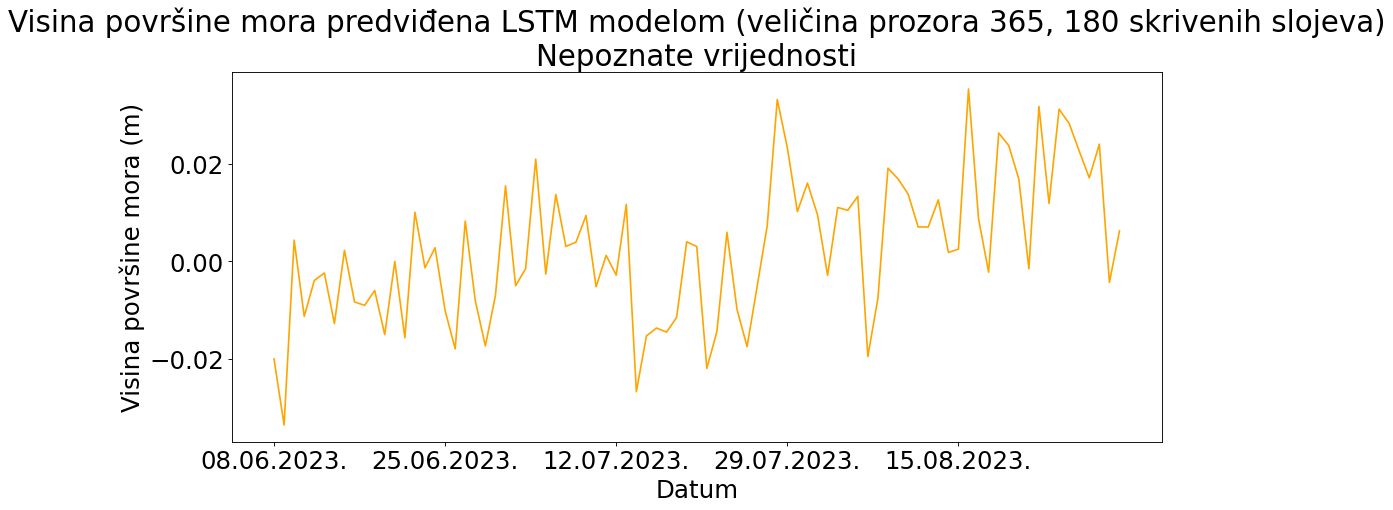 Visina površine mora predviđena LSTM modelom (veličina prozora 365, 180 skrivenih slojeva)
Nepoznate vrijednosti
Visina površine mora (m)
0.02
0.00
−0.02
08.06.2023. 25.06.2023. 12.07.2023. 29.07.2023. 15.08.2023.
Datum